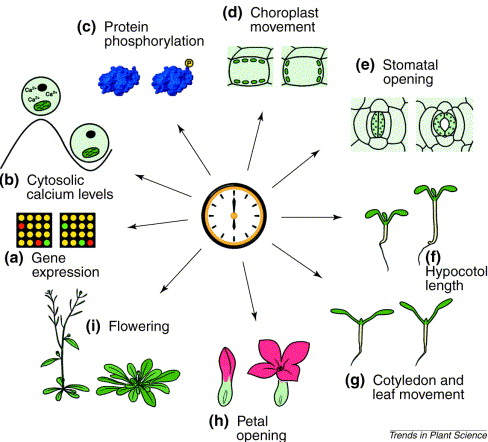 (c) Protein
phosphorylation
P
(d) Choroplast
movement
(e) Stomatal
opening
Ca²⁺
Ca²⁺
Ca²⁺
(b) Cytosolic
calcium levels
(a) Gene
expression
(f)
Hypocotol
length
(i) Flowering
(g) Cotyledon and
leaf movement
(h) Petal
opening
Trends in Plant Science